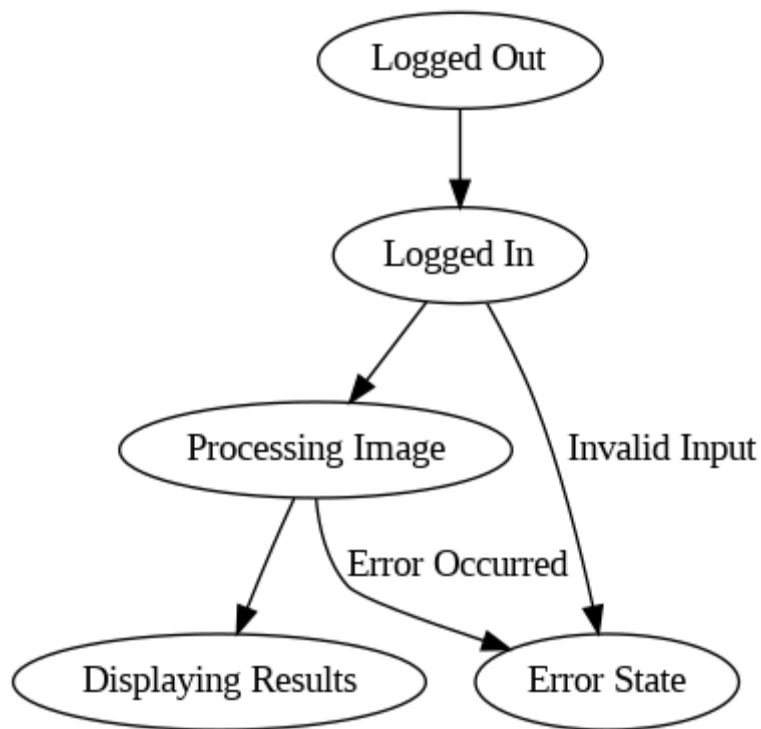 Logged Out
Logged In
Processing Image
Invalid Input
Error Occurred
Displaying Results
Error State